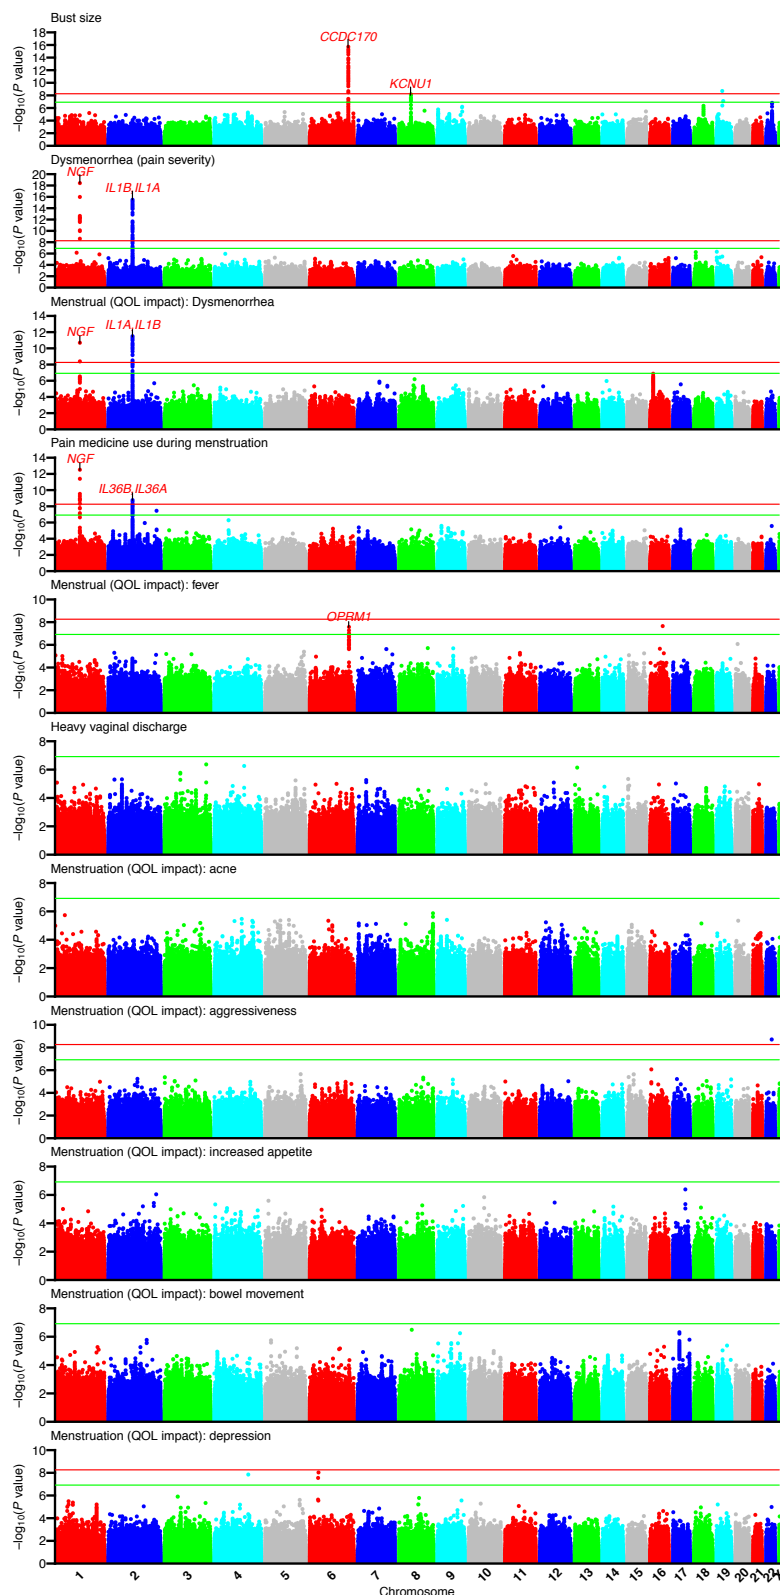 Bust size
18
16
14
12
10
8
6
4
2
0
−log10(P value)
CCDC170
KCNU1
Dysmenorrhea (pain severity)
20
18
16
14
12
10
8
6
4
2
0
−log10(P value)
NGF
IL1B,IL1A
Menstrual (QOL impact): Dysmenorrhea
14
12
10
8
6
4
2
0
−log10(P value)
NGF
IL1A,IL1B
Pain medicine use during menstruation
14
12
10
8
6
4
2
0
−log10(P value)
NGF
IL36B,IL36A
Menstrual (QOL impact): fever
10
8
6
4
2
0
−log10(P value)
OPRM1
Heavy vaginal discharge
8
6
4
2
0
−log10(P value)
Menstruation (QOL impact): acne
8
6
4
2
0
−log10(P value)
Menstruation (QOL impact): aggressiveness
10
8
6
4
2
0
−log10(P value)
Menstruation (QOL impact): increased appetite
8
6
4
2
0
−log10(P value)
Menstruation (QOL impact): bowel movement
8
6
4
2
0
−log10(P value)
Menstruation (QOL impact): depression
10
8
6
4
2
0
−log10(P value)
1 2 3 4 5 6 7 8 9 10 11 12 13 14 15 16 17 18 19 20 21 22
Chromosome